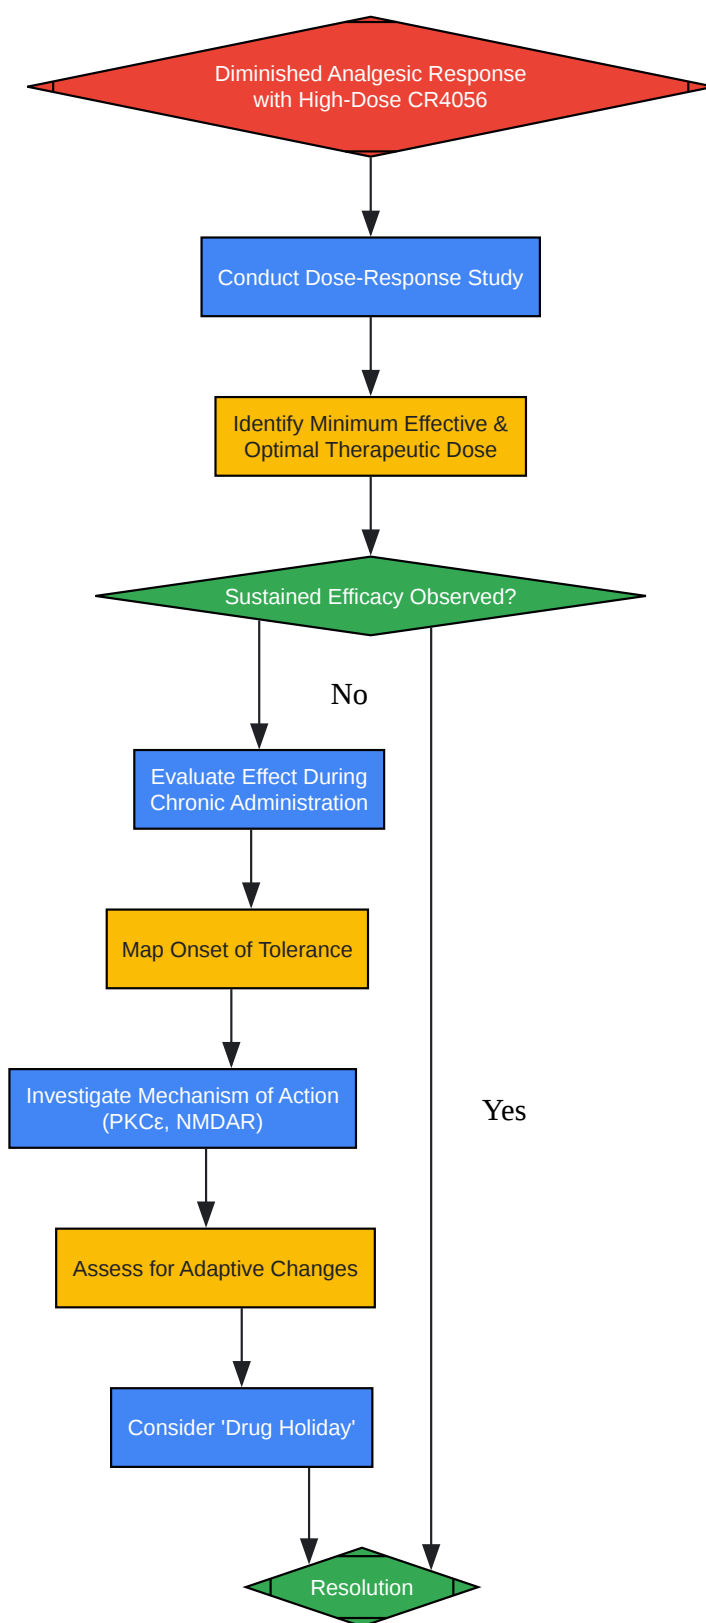 Diminished Analgesic Response
with High-Dose CR4056
Conduct Dose-Response Study
Identify Minimum Effective &
Optimal Therapeutic Dose
Sustained Efficacy Observed?
No
Evaluate Effect During
Chronic Administration
Map Onset of Tolerance
Investigate Mechanism of Action
(PKCε, NMDAR)
Yes
Assess for Adaptive Changes
Consider 'Drug Holiday'
Resolution